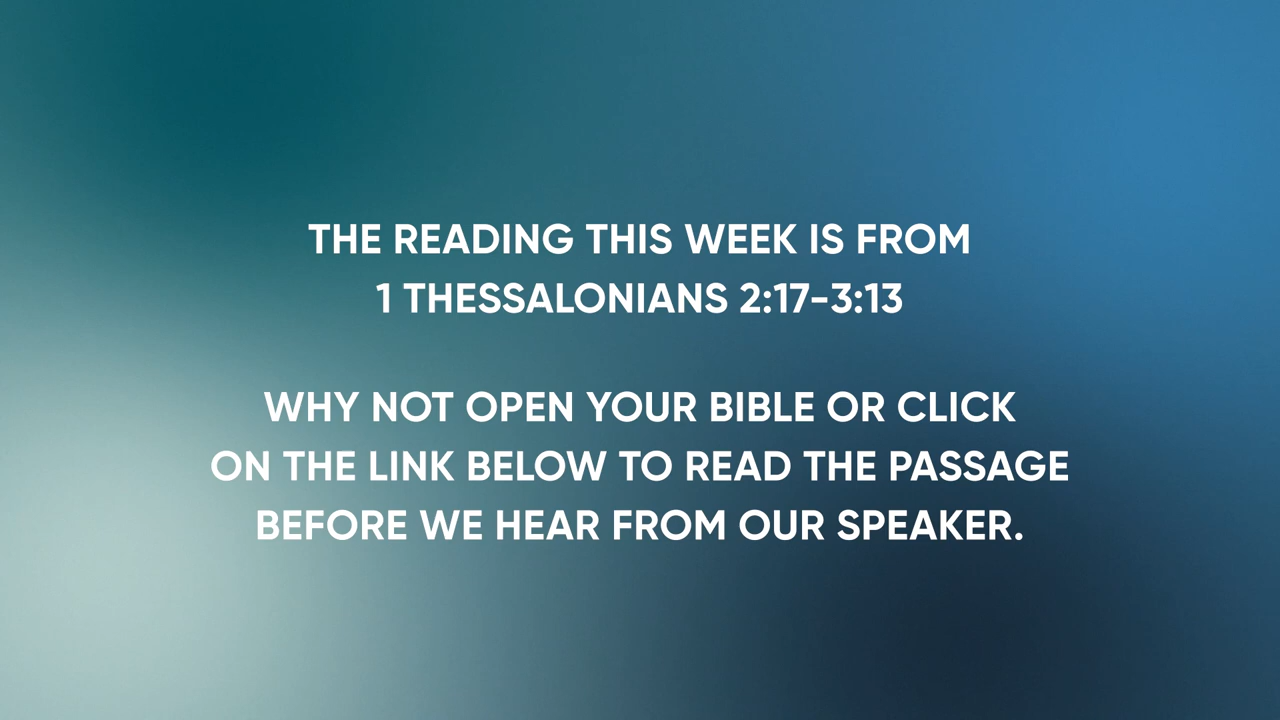 THE READING THIS WEEK IS FROM
1 THESSALONIANS 2:17-3:13
WHY NOT OPEN YOUR BIBLE OR CLICK
ON THE LINK BELOW TO READ THE PASSAGE
BEFORE WE HEAR FROM OUR SPEAKER.